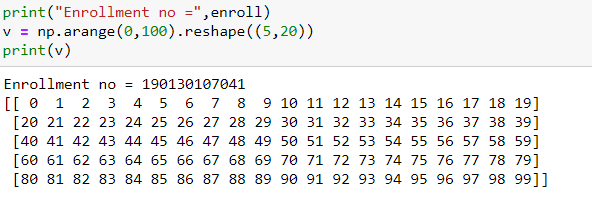 print("Enrollment no =",enroll)
v = np.arange(0,100).reshape((5,20))
print(v)
Enrollment no = 190130107041
[[ 0  1  2  3  4  5  6  7  8  9 10 11 12 13 14 15 16 17 18 19]
 [20 21 22 23 24 25 26 27 28 29 30 31 32 33 34 35 36 37 38 39]
 [40 41 42 43 44 45 46 47 48 49 50 51 52 53 54 55 56 57 58 59]
 [60 61 62 63 64 65 66 67 68 69 70 71 72 73 74 75 76 77 78 79]
 [80 81 82 83 84 85 86 87 88 89 90 91 92 93 94 95 96 97 98 99]]